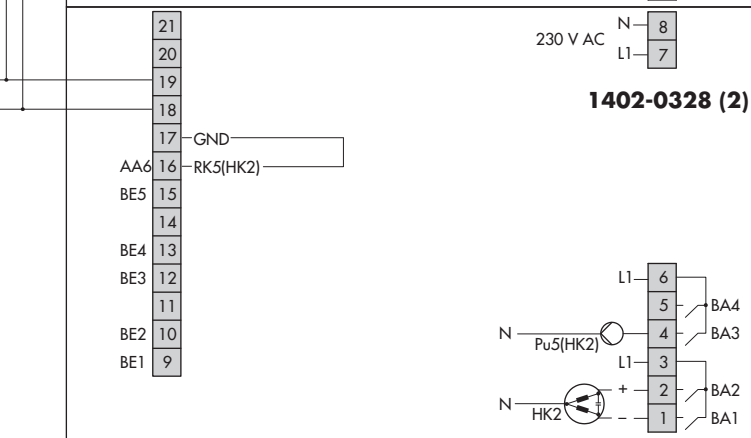 21
20
19
18
17 GND
AA6 16 RK5(HK2)
BE5 15
14
BE4 13
BE3 12
11
BE2 10
BE1 9
230 V AC
N 8
L1 7
1402-0328 (2)
L1 6
5 BA4
N Pu5(HK2) 4 BA3
L1 3
+ 2 BA2
N HK2
– 1 BA1